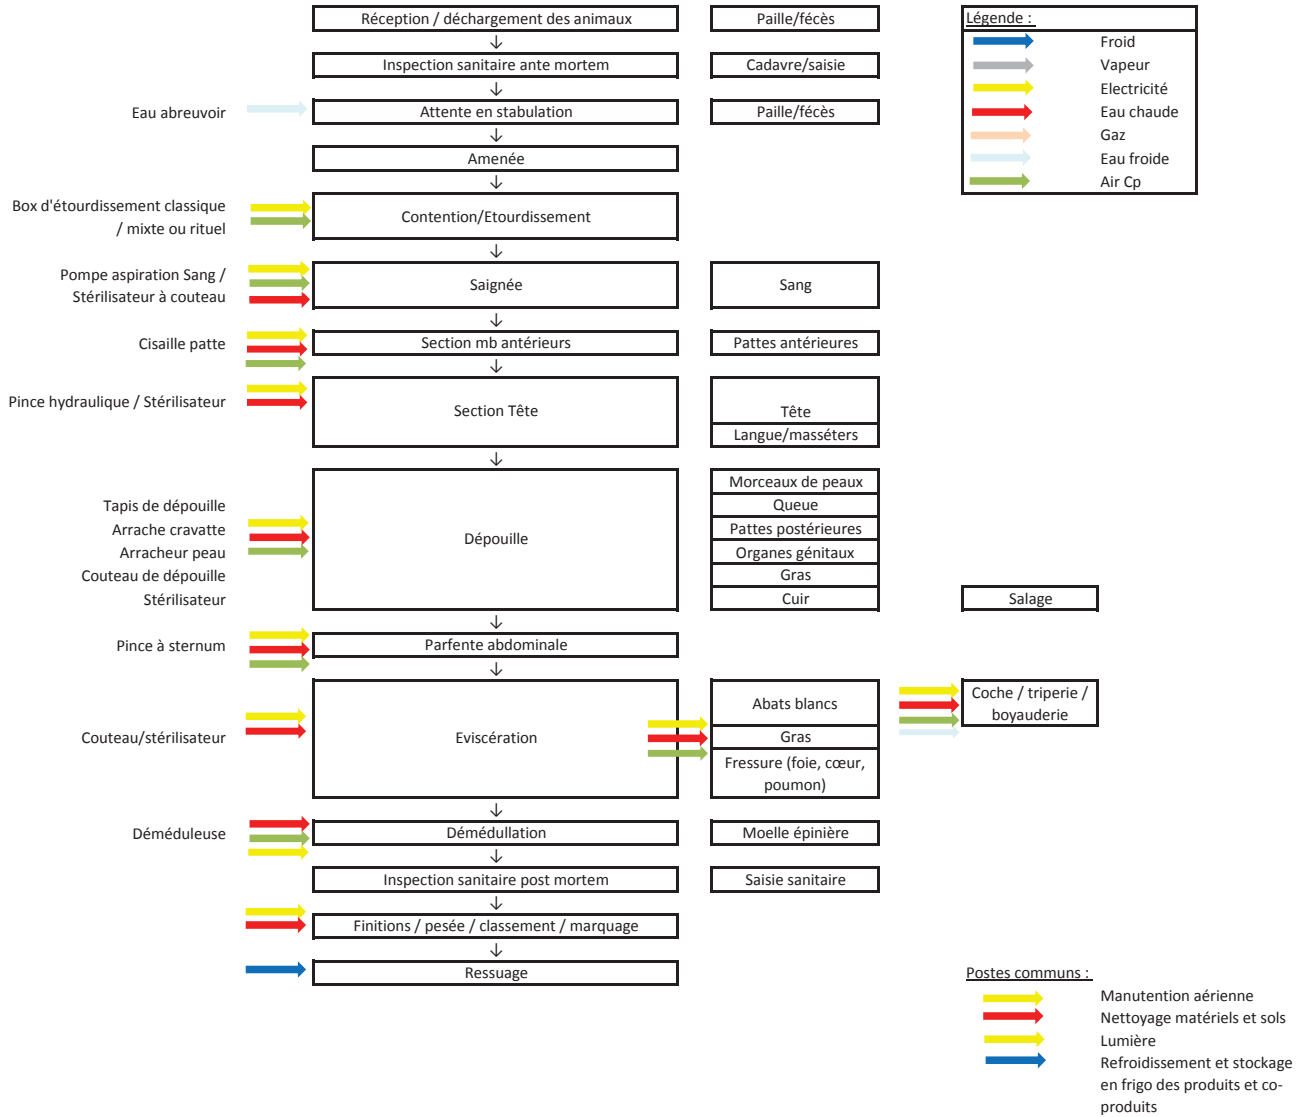 Réception / déchargement des animaux
Paille/fécès
Légende :
Froid
Vapeur
Electricité
Eau chaude
Gaz
Eau froide
Air Cp
Inspection sanitaire ante mortem
Cadavre/saisie
Eau abreuvoir
Attente en stabulation
Paille/fécès
Amenée
Box d'étourdissement classique
/ mixte ou rituel
Contention/Etourdissement
Pompe aspiration Sang /
Stérilisateur à couteau
Saignée
Sang
Cisaille patte
Section mb antérieurs
Pattes antérieures
Pince hydraulique / Stérilisateur
Section Tête
Tête
Langue/masséters
Tapis de dépouille
Arrache cravatte
Arracheur peau
Couteau de dépouille
Stérilisateur
Dépouille
Morceaux de peaux
Queue
Pattes postérieures
Organes génitaux
Gras
Cuir
Salage
Pince à sternum
Parfente abdominale
Couteau/stérilisateur
Eviscération
Abats blancs
Gras
Fressure (foie, cœur,
poumon)
Coche / triperie /
boyauderie
Déméduleuse
Démédullation
Moelle épinière
Inspection sanitaire post mortem
Saisie sanitaire
Finitions / pesée / classement / marquage
Ressuage
Postes communs :
Manutention aérienne
Nettoyage matériels et sols
Lumière
Refroidissement et stockage
en frigo des produits et co-
produits